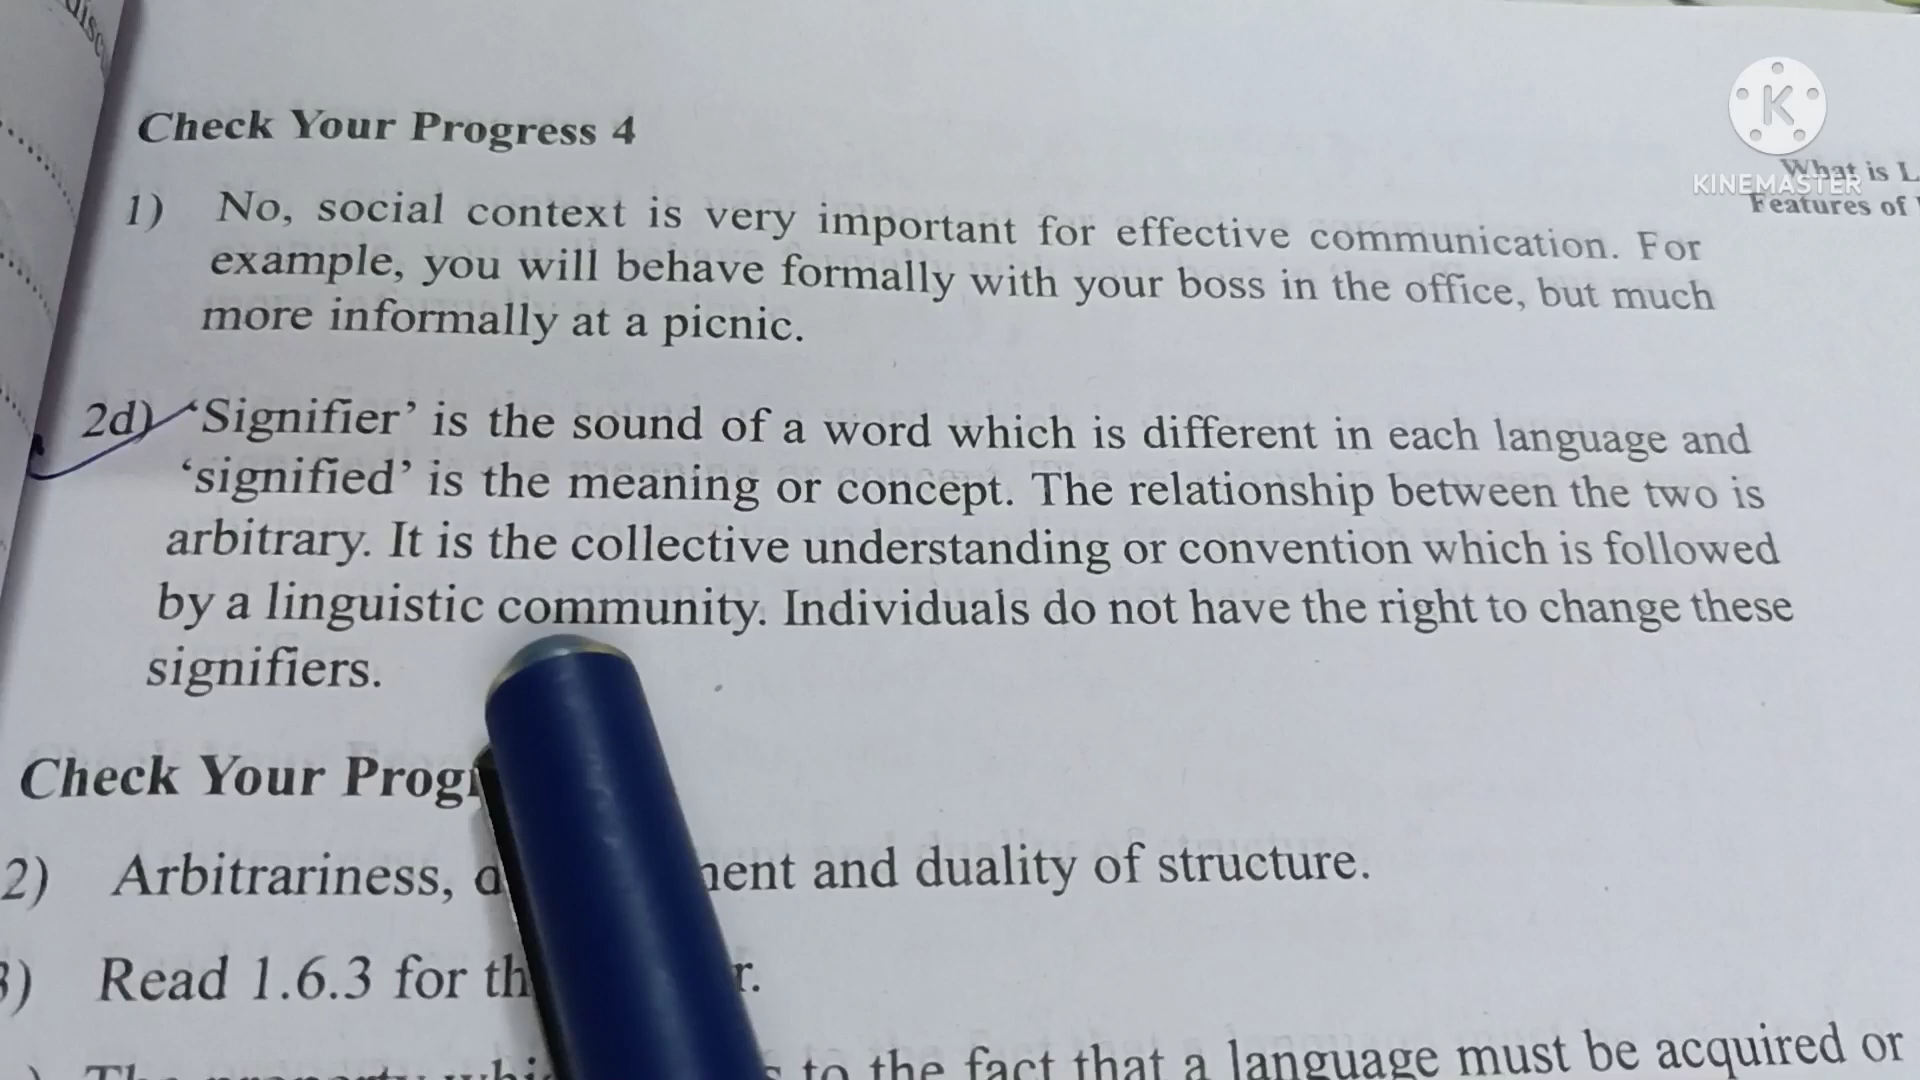 Check Your Progress 4
KINEMASTER
What is
Features of
1) No, social context is very important for effective communication. For
example, you will behave formally with your boss in the office, but much
more informally at a picnic.
2d) ‘Signifier’ is the sound of a word which is different in each language and
‘signified’ is the meaning or concept. The relationship between the two is
arbitrary. It is the collective understanding or convention which is followed
by a linguistic community. Individuals do not have the right to change these
signifiers.
Check Your
2) Arbitrariness, and duality of structure.
3) Read 1.6.3 for
to the fact that a language must be acquired or